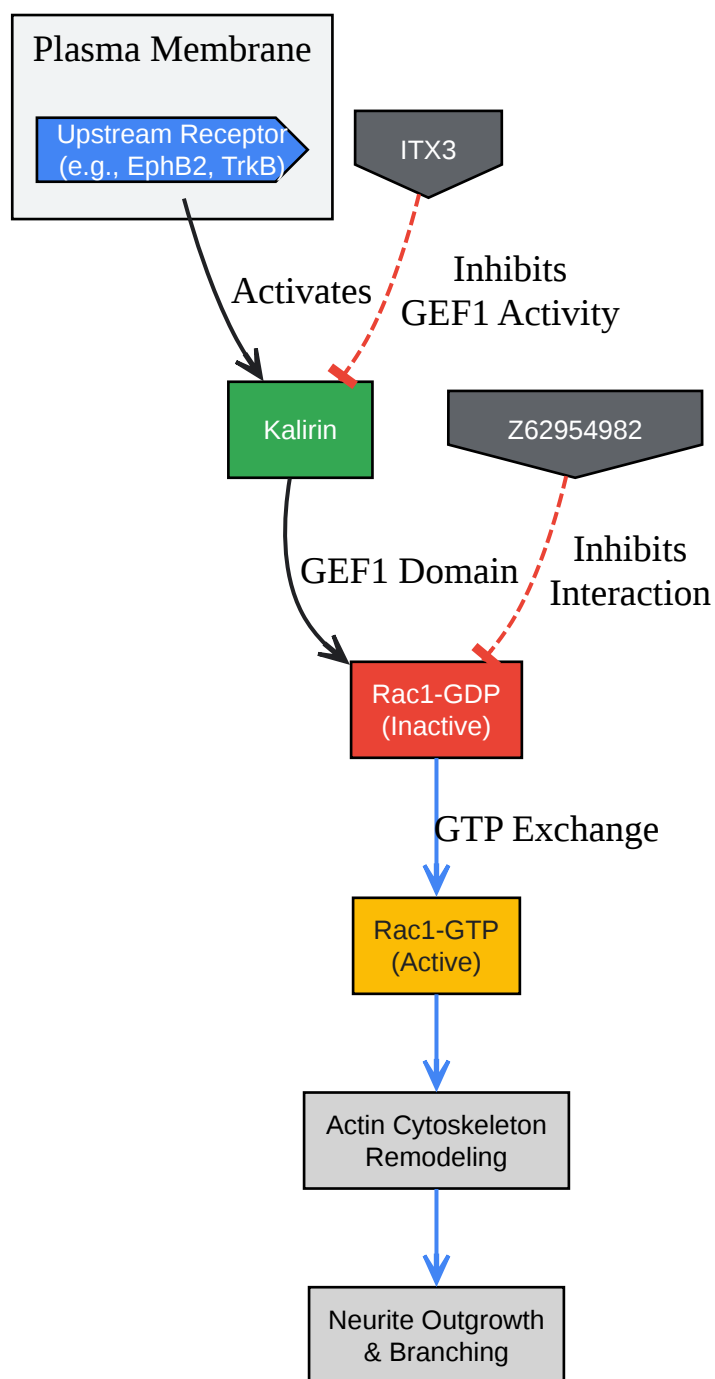 Plasma Membrane
Upstream Receptor
(e.g., EphB2, TrkB)
ITX3
Activates
Inhibits
GEF1 Activity
Kalirin
Z62954982
GEF1 Domain
Inhibits
Interaction
Rac1-GDP
(Inactive)
GTP Exchange
Rac1-GTP
(Active)
Actin Cytoskeleton
Remodeling
Neurite Outgrowth
& Branching